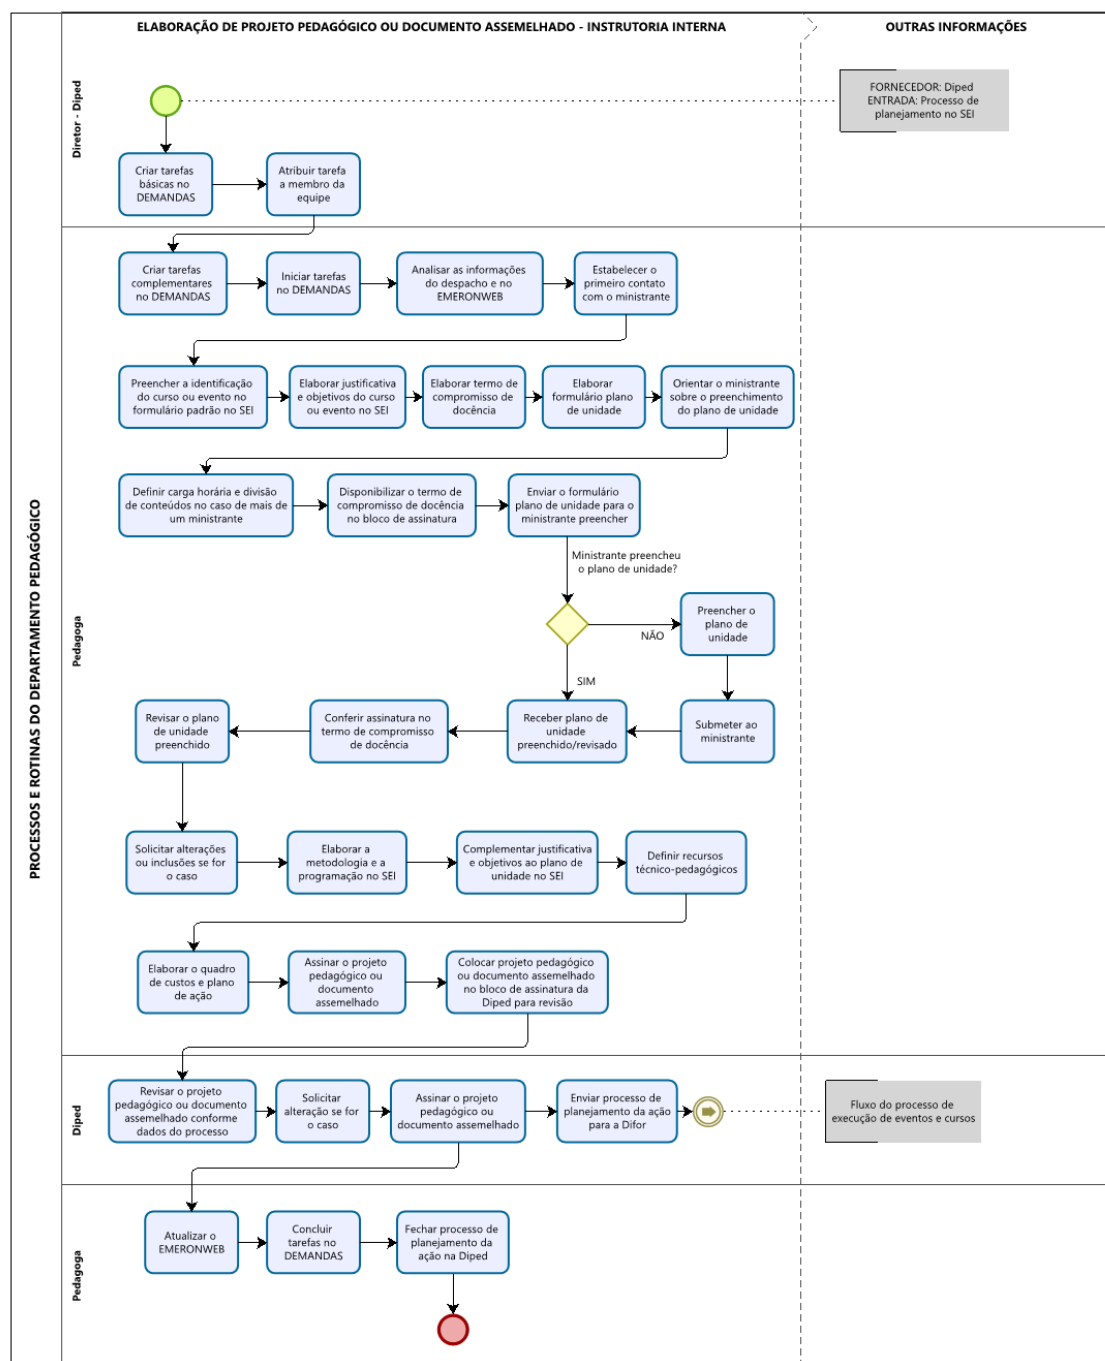 ELABORAÇÃO DE PROJETO PEDAGÓGICO OU DOCUMENTO ASSEMELHADO - INSTRUTORIA INTERNA
OUTRAS INFORMAÇÕES
PROCESSOS E ROTINAS DO DEPARTAMENTO PEDAGÓGICO
Diretor - Diped
FORNECEDOR: Diped
ENTRADA: Processo de
planejamento no SEI
Criar tarefas
básicas no
DEMANDAS
Atribuir tarefa
a membro da
equipe
Pedagoga
Criar tarefas
complementares
no DEMANDAS
Iniciar tarefas
no DEMANDAS
Analisar as informações
do despacho e no
EMERONWEB
Estabelecer o
primeiro contato
com o ministrante
Preencher a identificação
do curso ou evento no
formulário padrão no SEI
Elaborar justificativa
e objetivos do curso
ou evento no SEI
Elaborar termo de
compromisso de
docência
Elaborar
formulário plano
de unidade
Orientar o ministrante
sobre o preenchimento
do plano de unidade
Definir carga horária e divisão
de conteúdos no caso de mais de
um ministrante
Disponibilizar o termo de
compromisso de docência
no bloco de assinatura
Enviar o formulário
plano de unidade para o
ministrante preencher
Ministrante preencheu
o plano de unidade?
NÃO
Preencher o
plano de
unidade
SIM
Revisar o plano
de unidade
preenchido
Conferir assinatura no
termo de compromisso
de docência
Receber plano de
unidade
preenchido/revisado
Submeter ao
ministrante
Solicitar alterações
ou inclusões se for
o caso
Elaborar a
metodologia e a
programação no SEI
Complementar justificativa
e objetivos ao plano de
unidade no SEI
Definir recursos
técnico-pedagógicos
Elaborar o quadro
de custos e plano
de ação
Assinar o projeto
pedagógico ou
documento
assemelhado
Colocar projeto pedagógico
ou documento assemelhado
no bloco de assinatura da
Diped para revisão
Diped
Revisar o projeto
pedagógico ou documento
assemelhado conforme
dados do processo
Solicitar
alteração se for
o caso
Assinar o projeto
pedagógico ou
documento assemelhado
Enviar processo de
planejamento da ação
para a Difor
Fluxo do processo de
execução de eventos e cursos
Pedagoga
Atualizar o
EMERONWEB
Concluir
tarefas no
DEMANDAS
Fechar processo de
planejamento da
ação na Diped